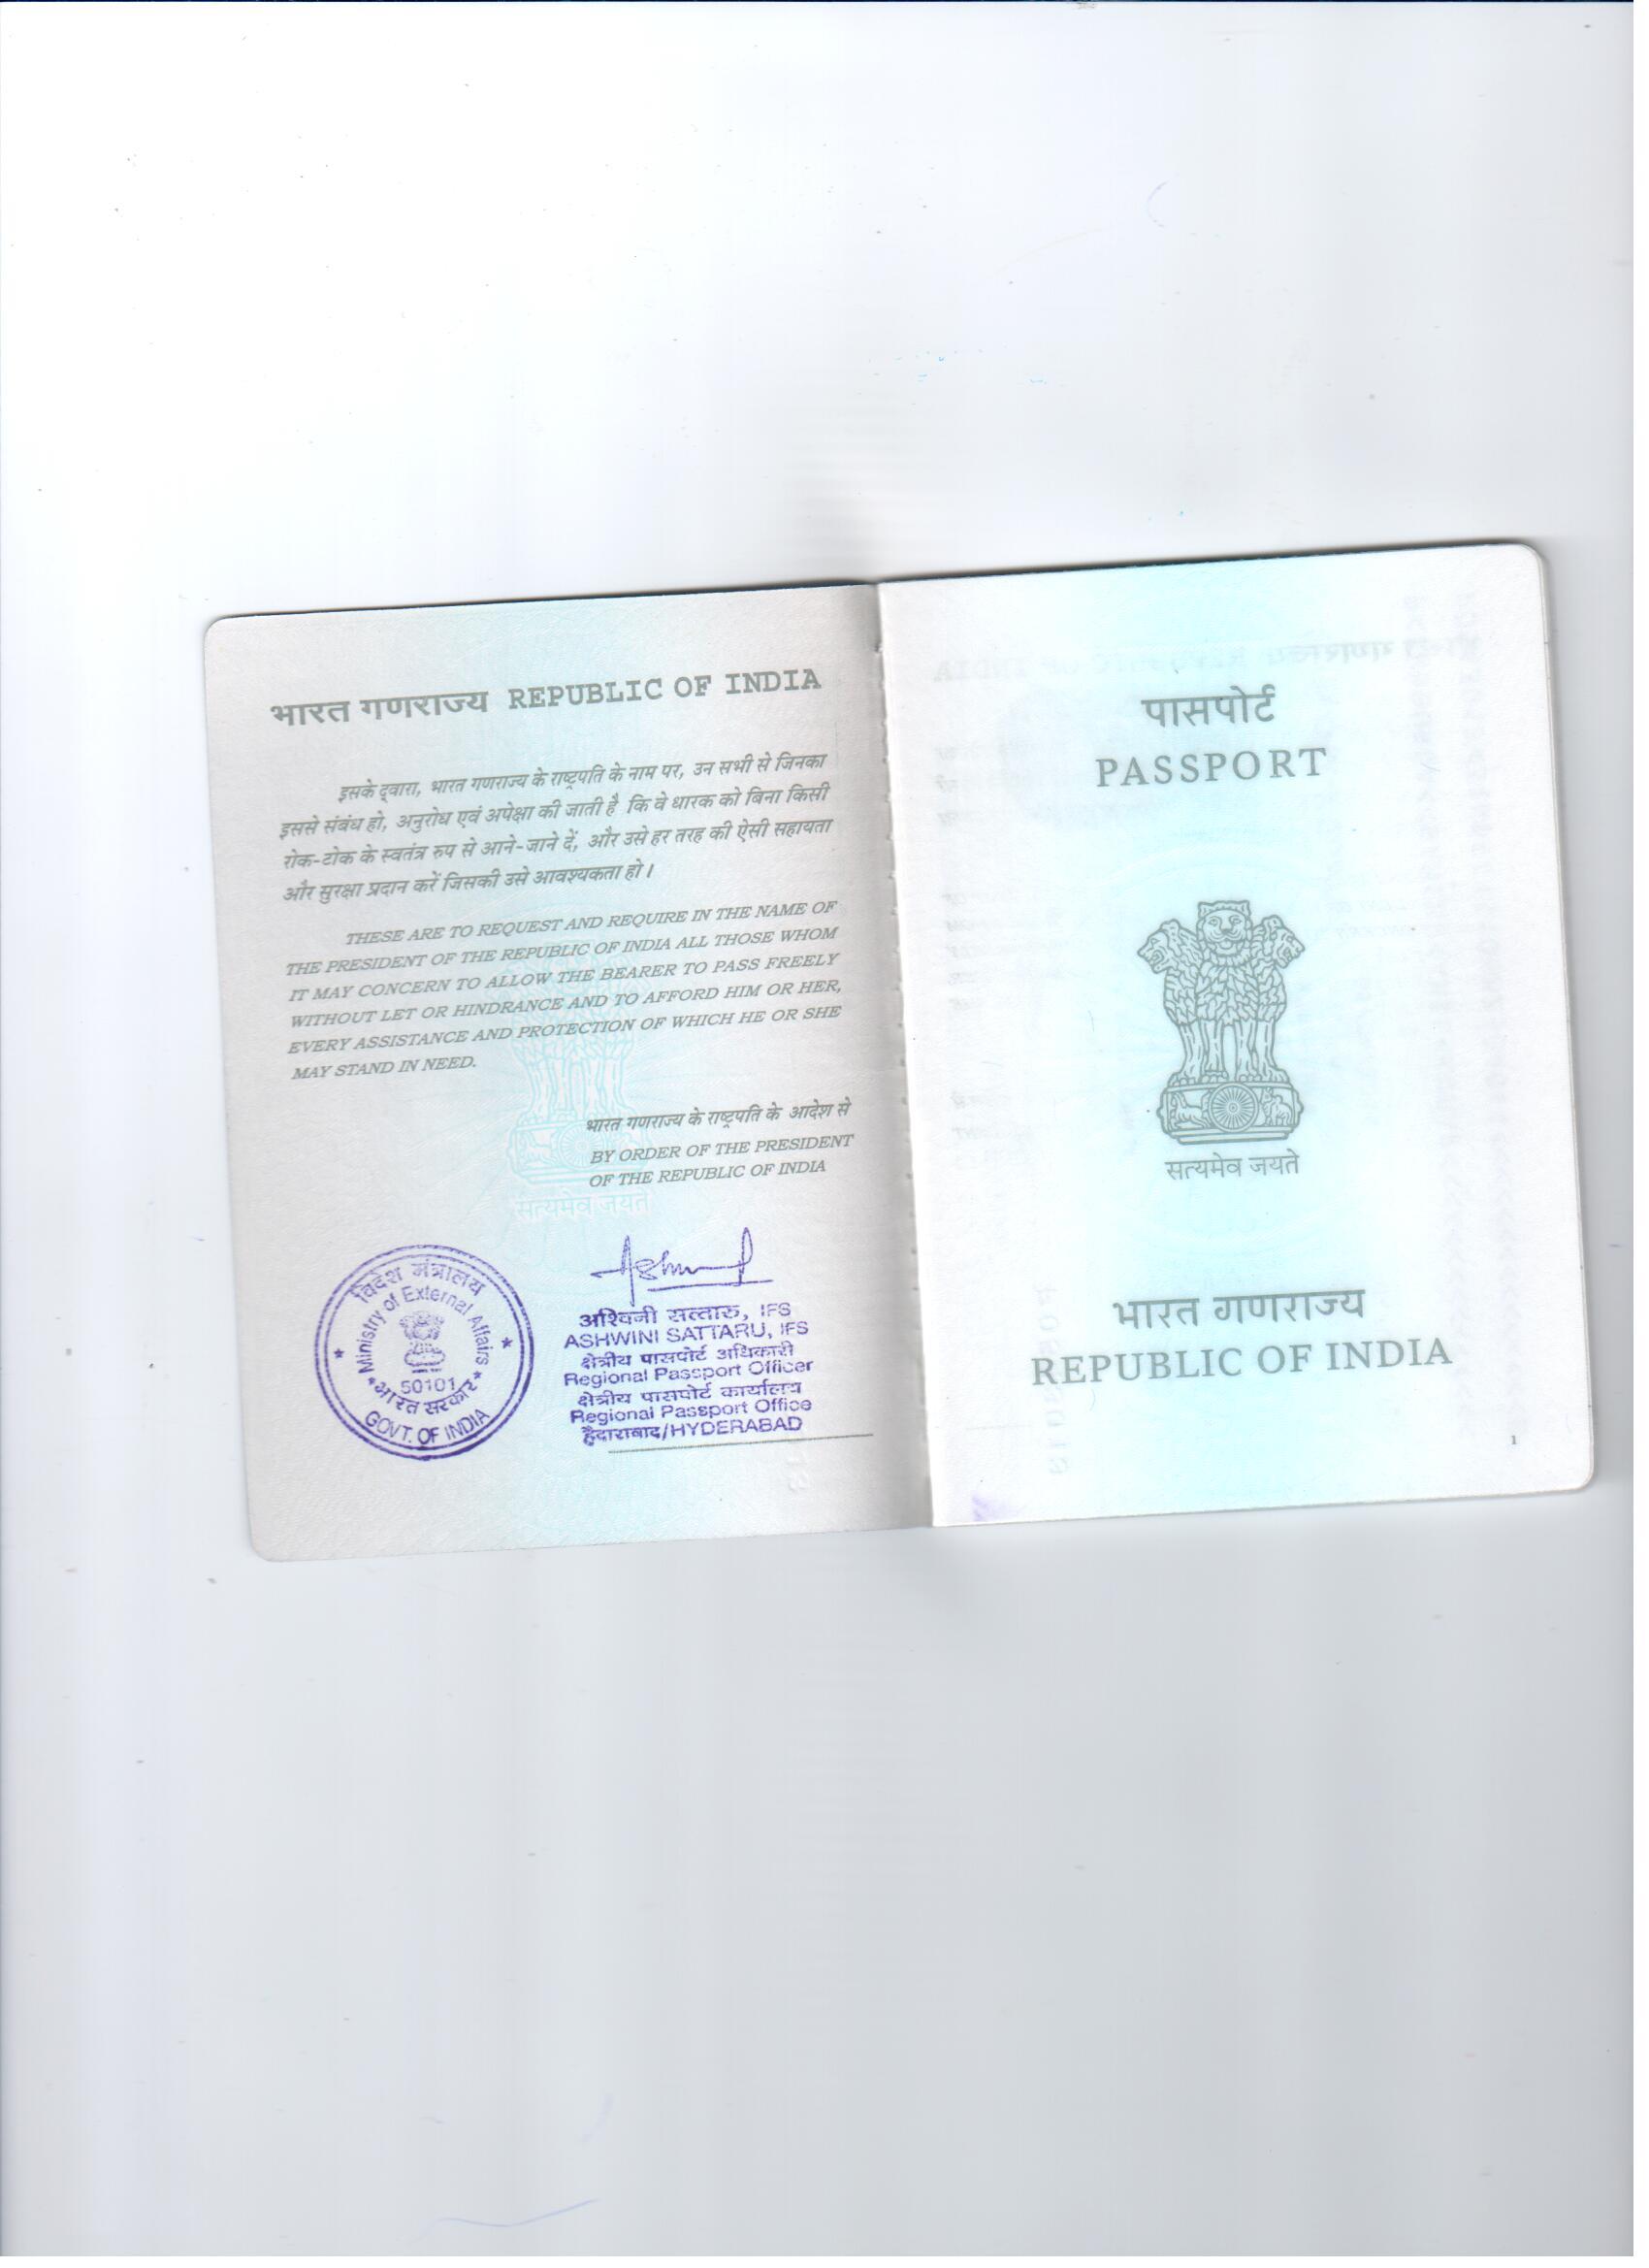 भारत गणराज्य REPUBLIC OF INDIA
इसके द्वारा, भारत गणराज्य के राष्ट्रपति के नाम पर, उन सभी से जिनका
इससे संबंध हो, अनुरोध एवं अपेक्षा की जाती है कि वे धारक को बिना किसी
रोक-टोक के स्वतंत्र रुप से आने-जाने दें, और उसे हर तरह की ऐसी सहायता
और सुरक्षा प्रदान करें जिसकी उसे आवश्यकता हो।
THESE ARE TO REQUEST AND REQUIRE IN THE NAME OF
THE PRESIDENT OF THE REPUBLIC OF INDIA ALL THOSE WHOM
IT MAY CONCERN TO ALLOW THE BEARER TO PASS FREELY
WITHOUT LET OR HINDRANCE AND TO AFFORD HIM OR HER,
EVERY ASSISTANCE AND PROTECTION OF WHICH HE OR SHE
MAY STAND IN NEED.
भारत गणराज्य के राष्ट्रपति के आदेश से
BY ORDER OF THE PRESIDENT
OF THE REPUBLIC OF INDIA
सत्यमेव जयते
विदेश मंत्रालय
Ministry of External Affairs
50101
भारत सरकार
GOVT. OF INDIA
अश्विनी सत्तारु, IFS
ASHWINI SATTARU, IFS
क्षेत्रीय पासपोर्ट अधिकारी
Regional Passport Officer
क्षेत्रीय पासपोर्ट कार्यालय
Regional Passport Office
हैदाराबाद/HYDERABAD
पासपोर्ट
PASSPORT
सत्यमेव जयते
भारत गणराज्य
REPUBLIC OF INDIA
1